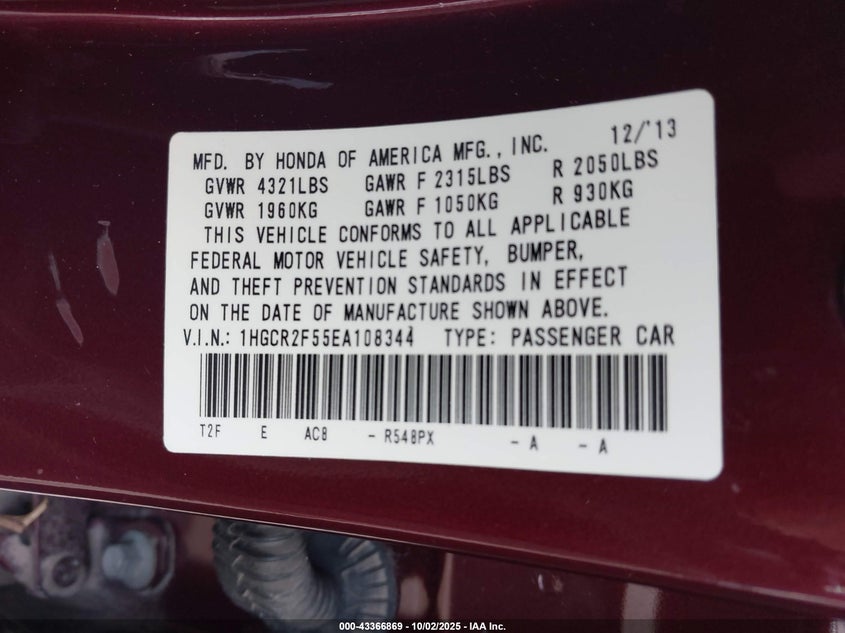 MFD. BY HONDA OF AMERICA MFG., INC. 12/'13
GVWR 4321LBS GAWR F 2315LBS R 2050LBS
GVWR 1960KG GAWR F 1050KG R 930KG
THIS VEHICLE CONFORMS TO ALL APPLICABLE
FEDERAL MOTOR VEHICLE SAFETY, BUMPER,
AND THEFT PREVENTION STANDARDS IN EFFECT
ON THE DATE OF MANUFACTURE SHOWN ABOVE.
V.I.N.: 1HGCR2F55EA108344 TYPE: PASSENGER CAR
T2F E AC8 - R548PX - A - A
000-43366869 - 10/02/2025 - IAA Inc.